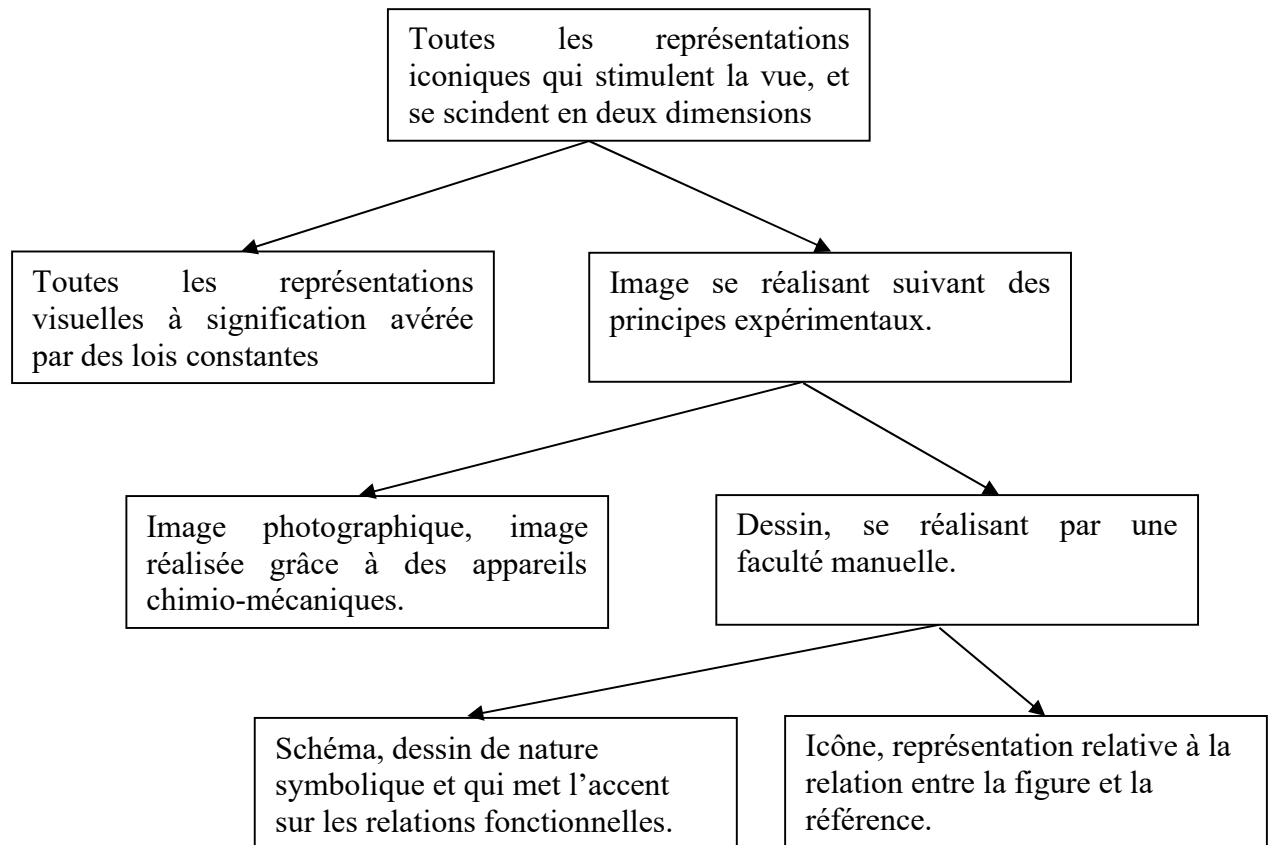 Toutes les représentations
iconiques qui stimulent la vue, et
se scindent en deux dimensions
Toutes les représentations
visuelles à signification avérée
par des lois constantes
Image se réalisant suivant des
principes expérimentaux.
Image photographique, image
réalisée grâce à des appareils
chimio-mécaniques.
Dessin, se réalisant par une
faculté manuelle.
Schéma, dessin de nature
symbolique et qui met l’accent
sur les relations fonctionnelles.
Icône, représentation relative à la
relation entre la figure et la
référence.